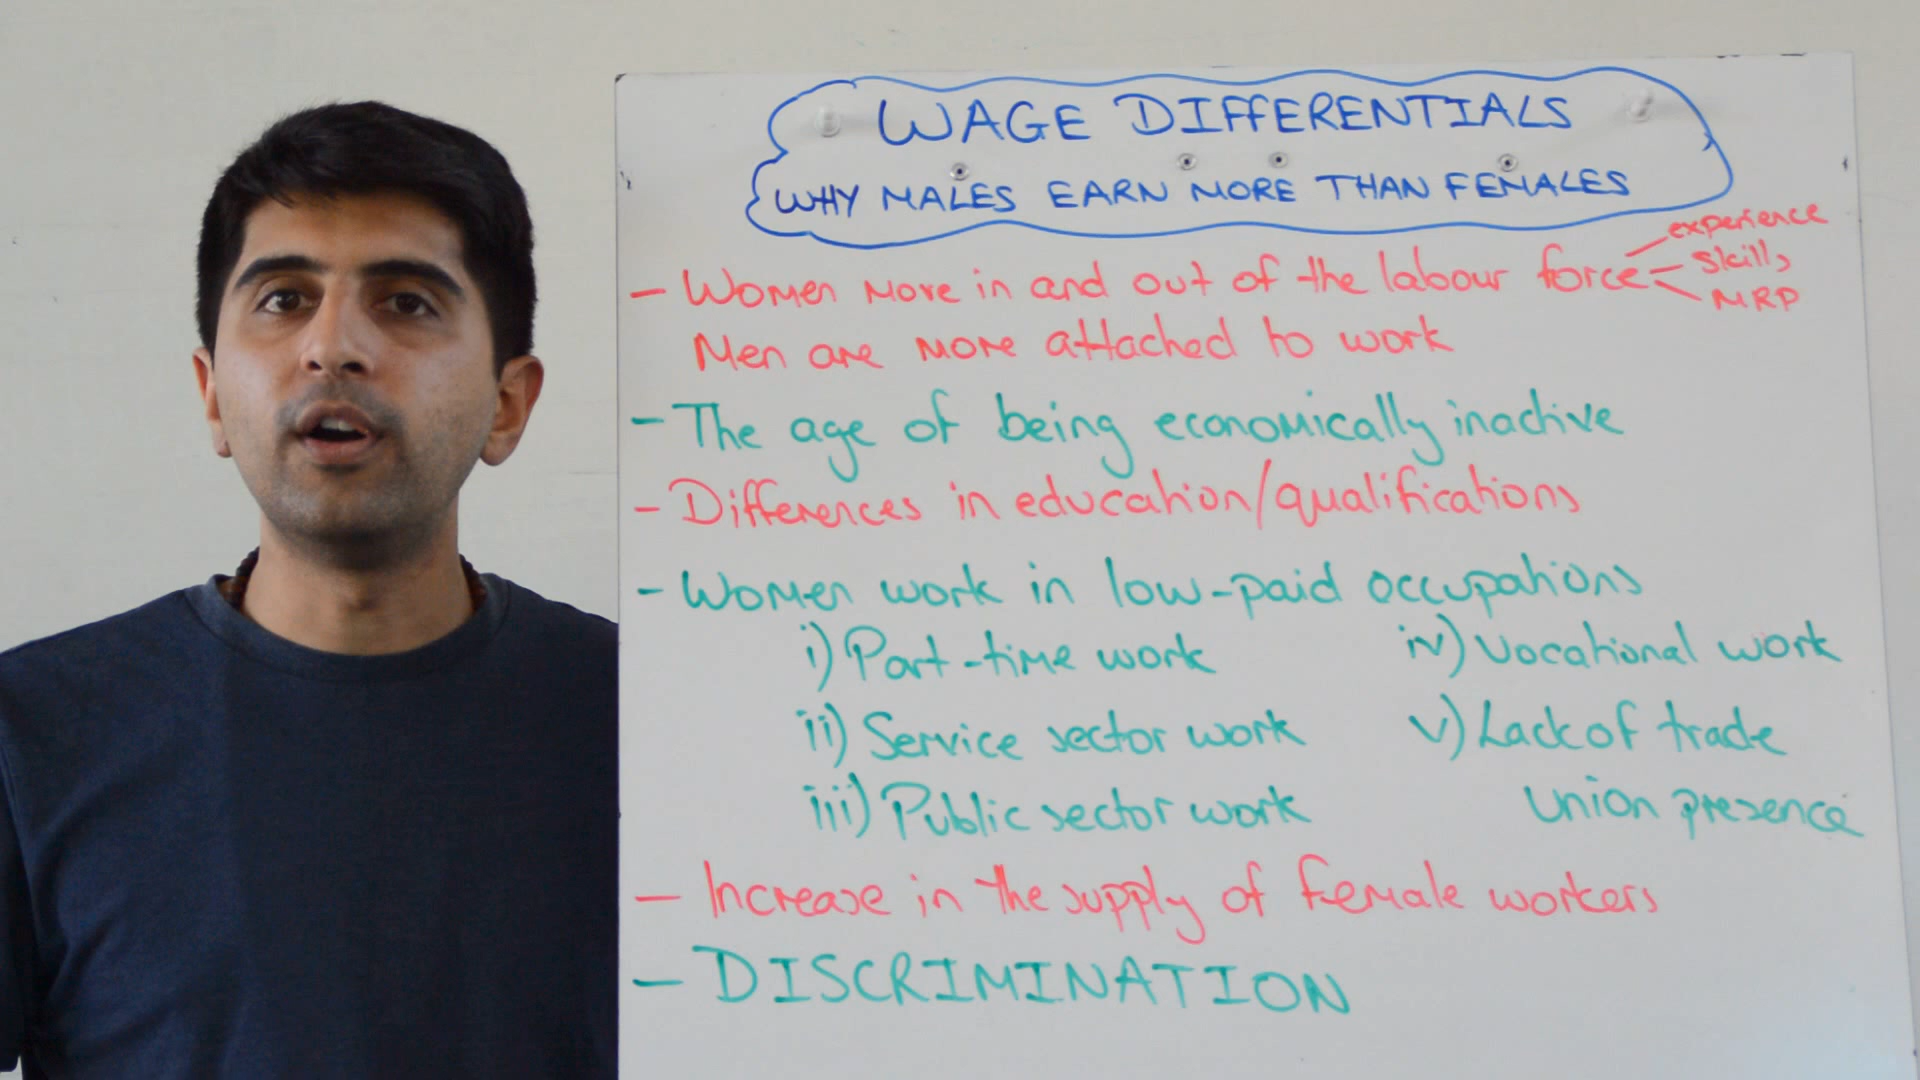 WAGE DIFFERENTIALS
WHY MALES EARN MORE THAN FEMALES
- Women move in and out of the labour force
experience
skills
MRP
Men are more attached to work
- The age of being economically inactive
- Differences in education/qualifications
- Women work in low-paid occupations
i) Part-time work
ii) Service sector work
iii) Public sector work
iv) Vocational work
v) Lack of trade
union presence
- Increase in the supply of female workers
- DISCRIMINATION